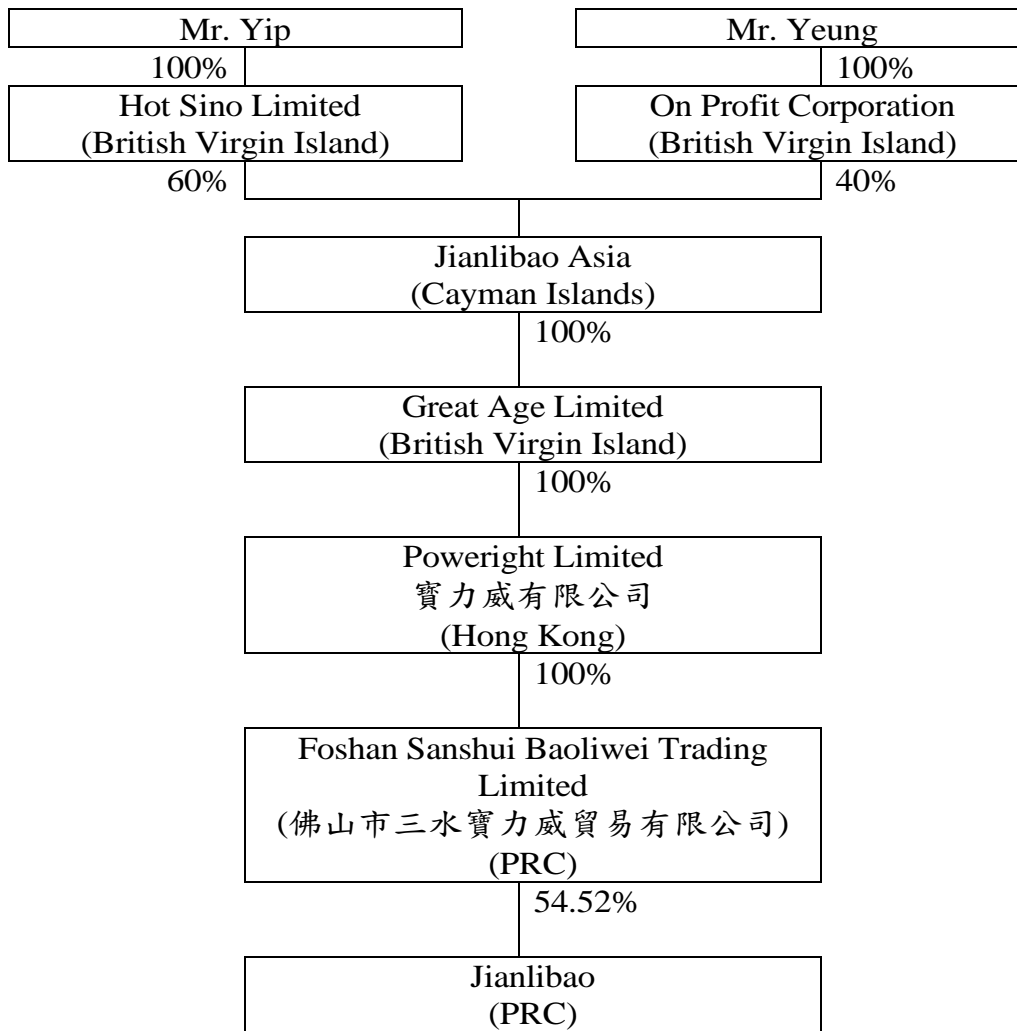 Mr. Yip
Mr. Yeung
100%
100%
Hot Sino Limited
(British Virgin Island)
On Profit Corporation
(British Virgin Island)
60%
40%
Jianlibao Asia
(Cayman Islands)
100%
Great Age Limited
(British Virgin Island)
100%
Poweright Limited
寶力威有限公司
(Hong Kong)
100%
Foshan Sanshui Baoliwei Trading
Limited
(佛山市三水寶力威貿易有限公司)
(PRC)
54.52%
Jianlibao
(PRC)